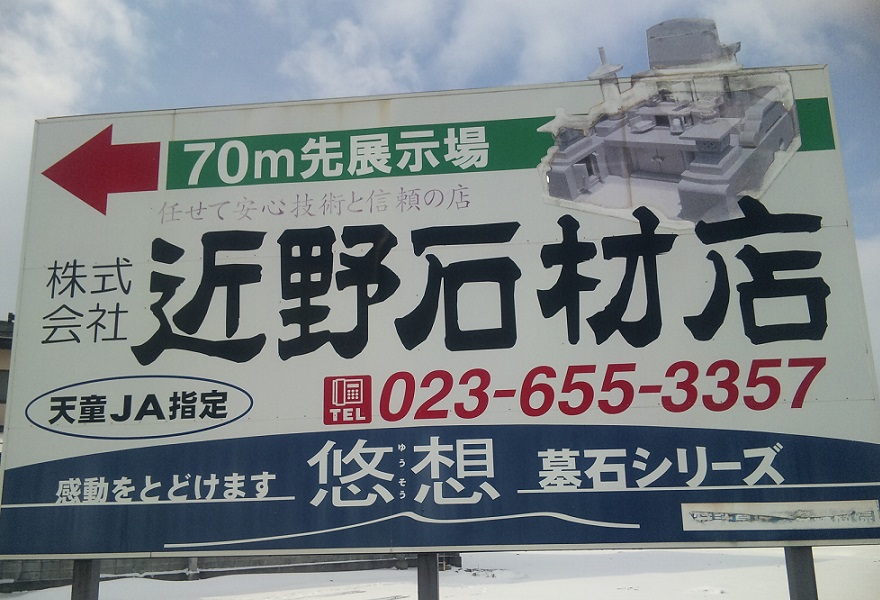 70m先展示場
任せて安心技術と信頼の店
株式会社
近野石材店
天童JA指定
TEL 023-655-3357
感動をとどけます
悠想
ゆうそう
墓石シリーズ